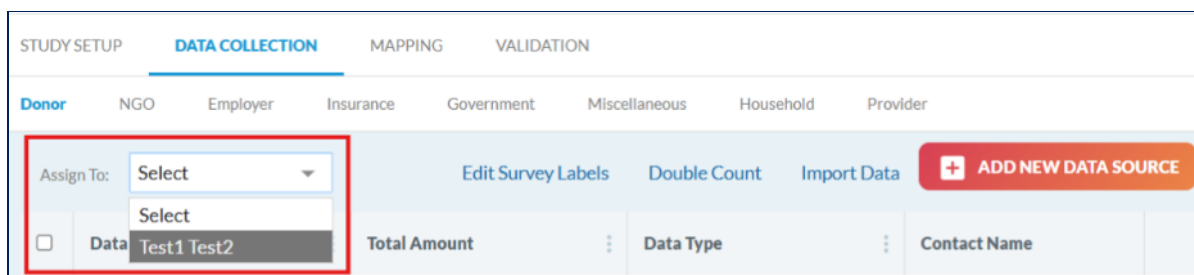 STUDY SETUP DATA COLLECTION MAPPING VALIDATION
Donor NGO Employer Insurance Government Miscellaneous Household Provider
Assign To: Select Edit Survey Labels Double Count Import Data ADD NEW DATA SOURCE
Select
Data Total Amount Data Type Contact Name
Test1 Test2